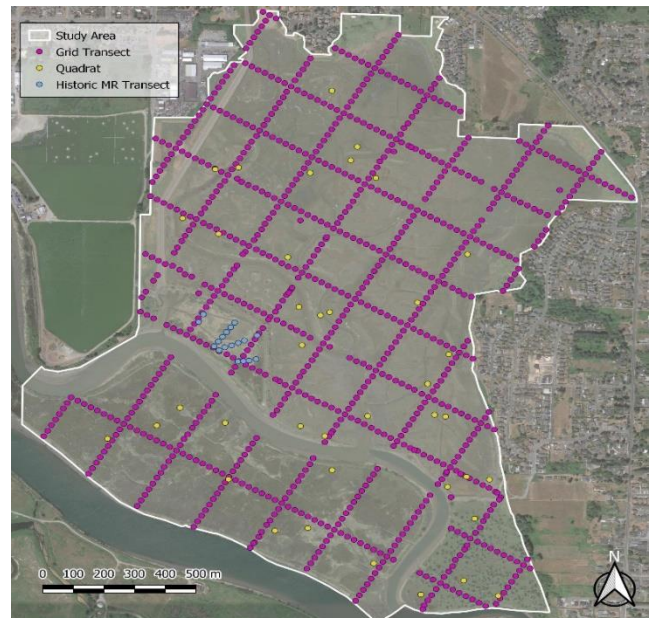 Study Area
Grid Transect
Quadrat
Historic MR Transect
N
0 100 200 300 400 500 m